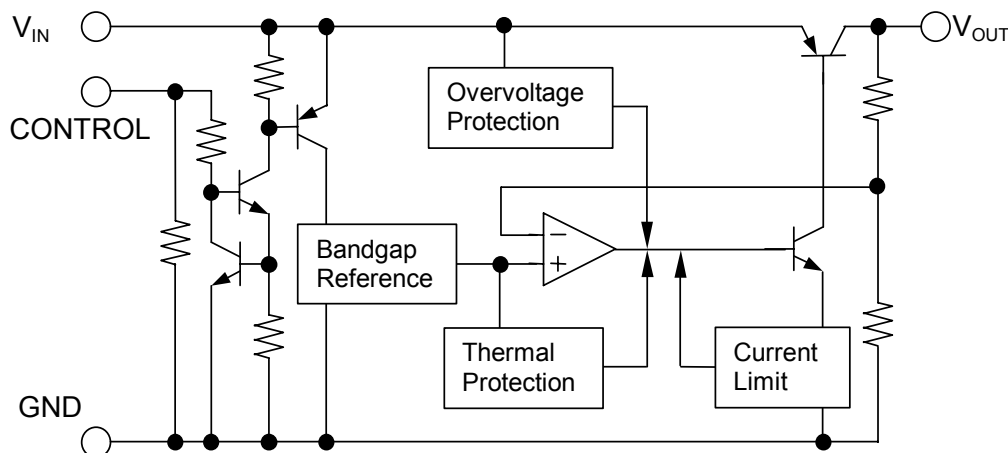 V_IN
V_OUT
Overvoltage
Protection
CONTROL
Bandgap
Reference
−
+
Thermal
Protection
Current
Limit
GND